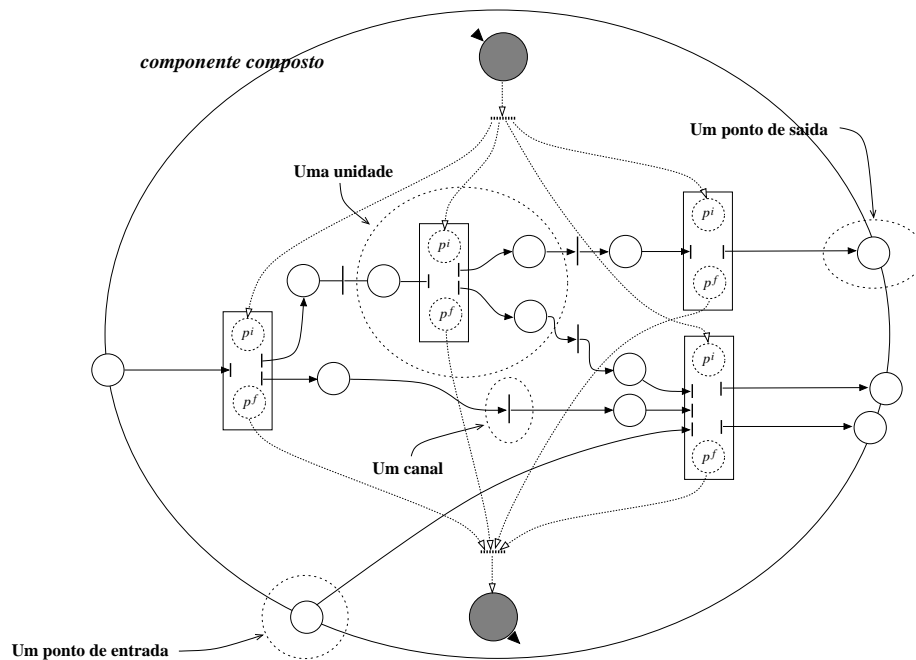 componente composto
Um ponto de saida
Uma unidade
p^i
p^i
p^f
p^f
p^i
p^i
p^f
p^f
Um canal
Um ponto de entrada